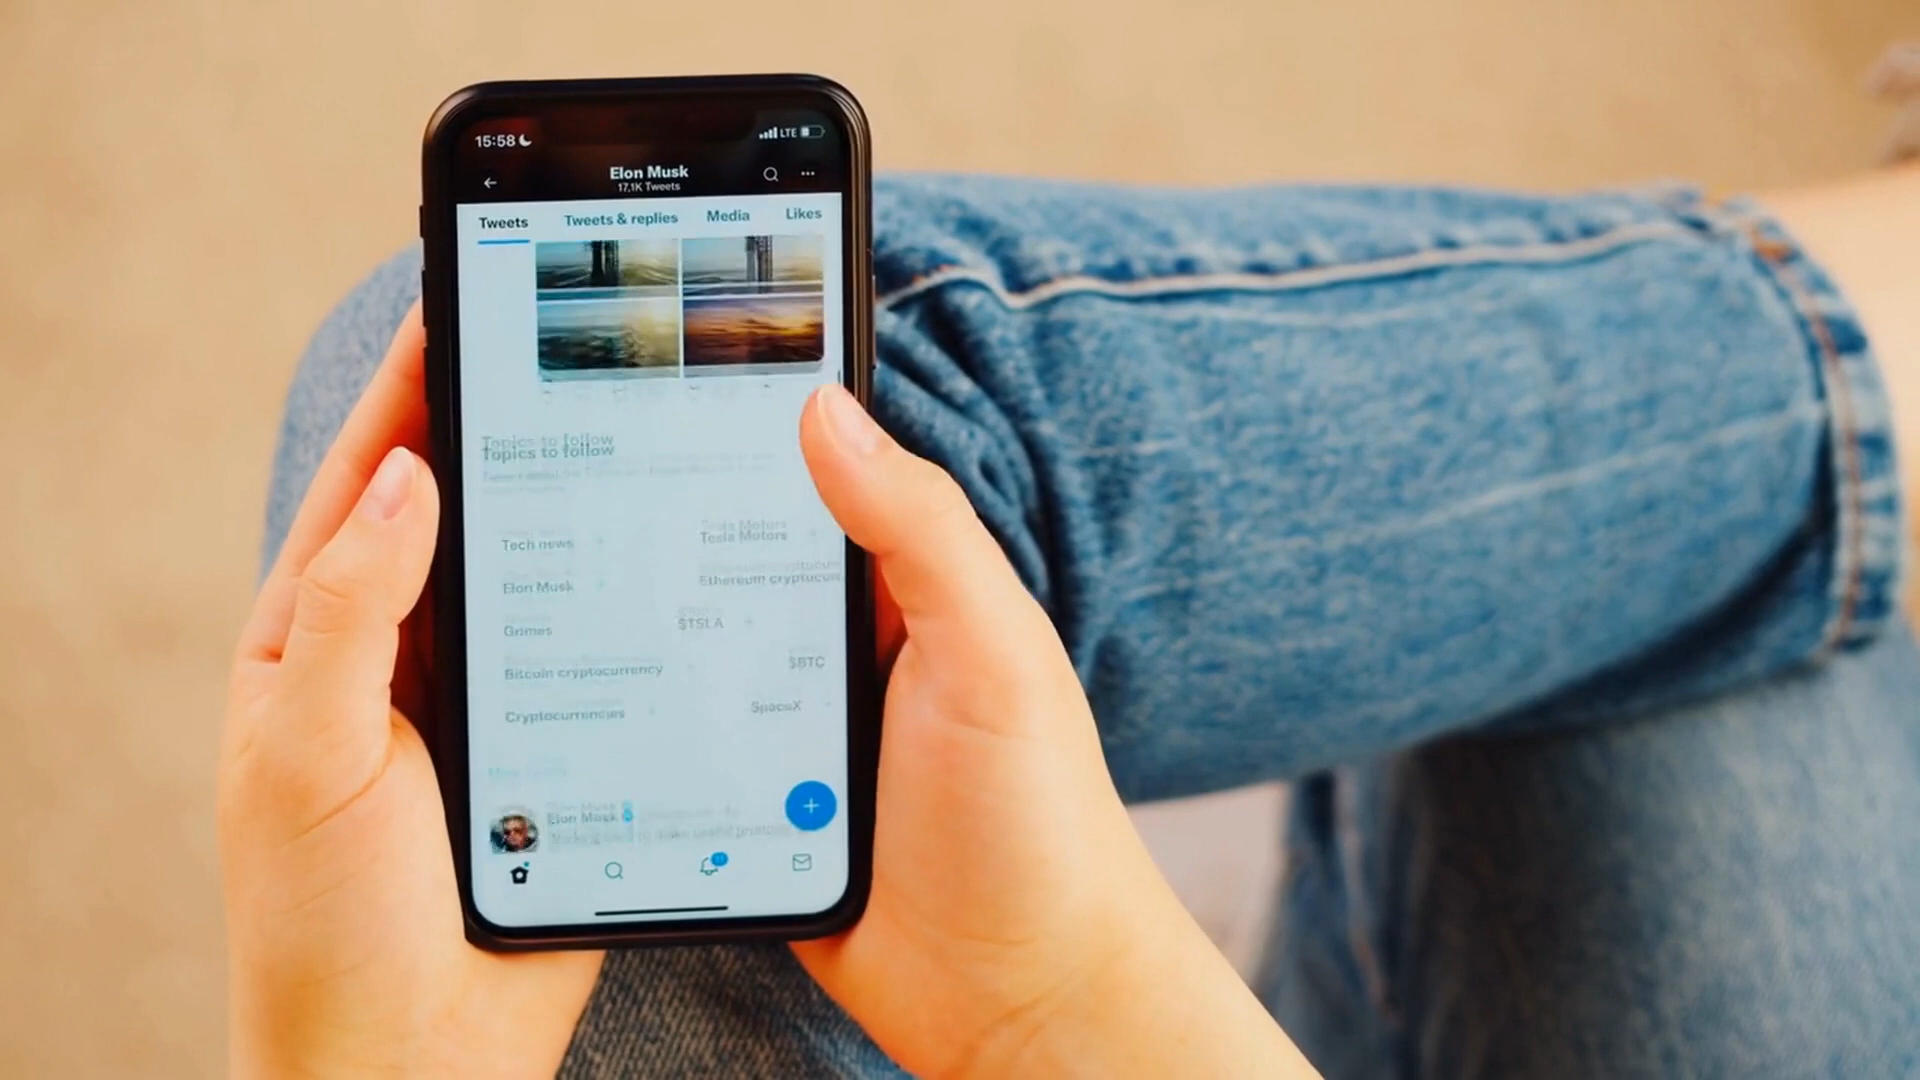 15:58
LTE
Elon Musk
17,1K Tweets
Tweets Tweets & replies Media Likes
Topics to follow
Tech news Tesla Motors
Elon Musk Ethereum cryptocurr
Grimes $TSLA
Bitcoin cryptocurrency $BTC
Cryptocurrencies SpaceX
Elon Musk